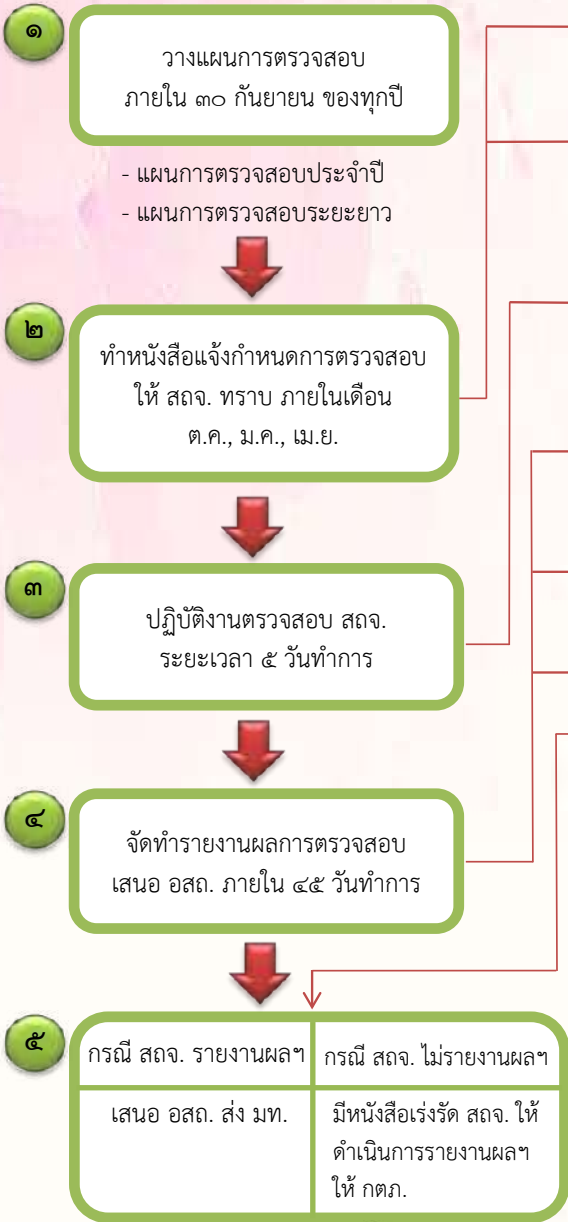 ๑
วางแผนการตรวจสอบ
ภายใน ๓๐ กันยายน ของทุกปี
- แผนการตรวจสอบประจำปี
- แผนการตรวจสอบระยะยาว
๒
ทำหนังสือแจ้งกำหนดการตรวจสอบ
ให้ สถจ. ทราบ ภายในเดือน
ต.ค., ม.ค., เม.ย.
๓
ปฏิบัติงานตรวจสอบ สถจ.
ระยะเวลา ๕ วันทำการ
๔
จัดทำรายงานผลการตรวจสอบ
เสนอ อสถ. ภายใน ๔๕ วันทำการ
๕
กรณี สถจ. รายงานผลฯ
เสนอ อสถ. ส่ง มท.
กรณี สถจ. ไม่รายงานผลฯ
มีหนังสือเร่งรัด สถจ. ให้
ดำเนินการรายงานผลฯ
ให้ กตภ.